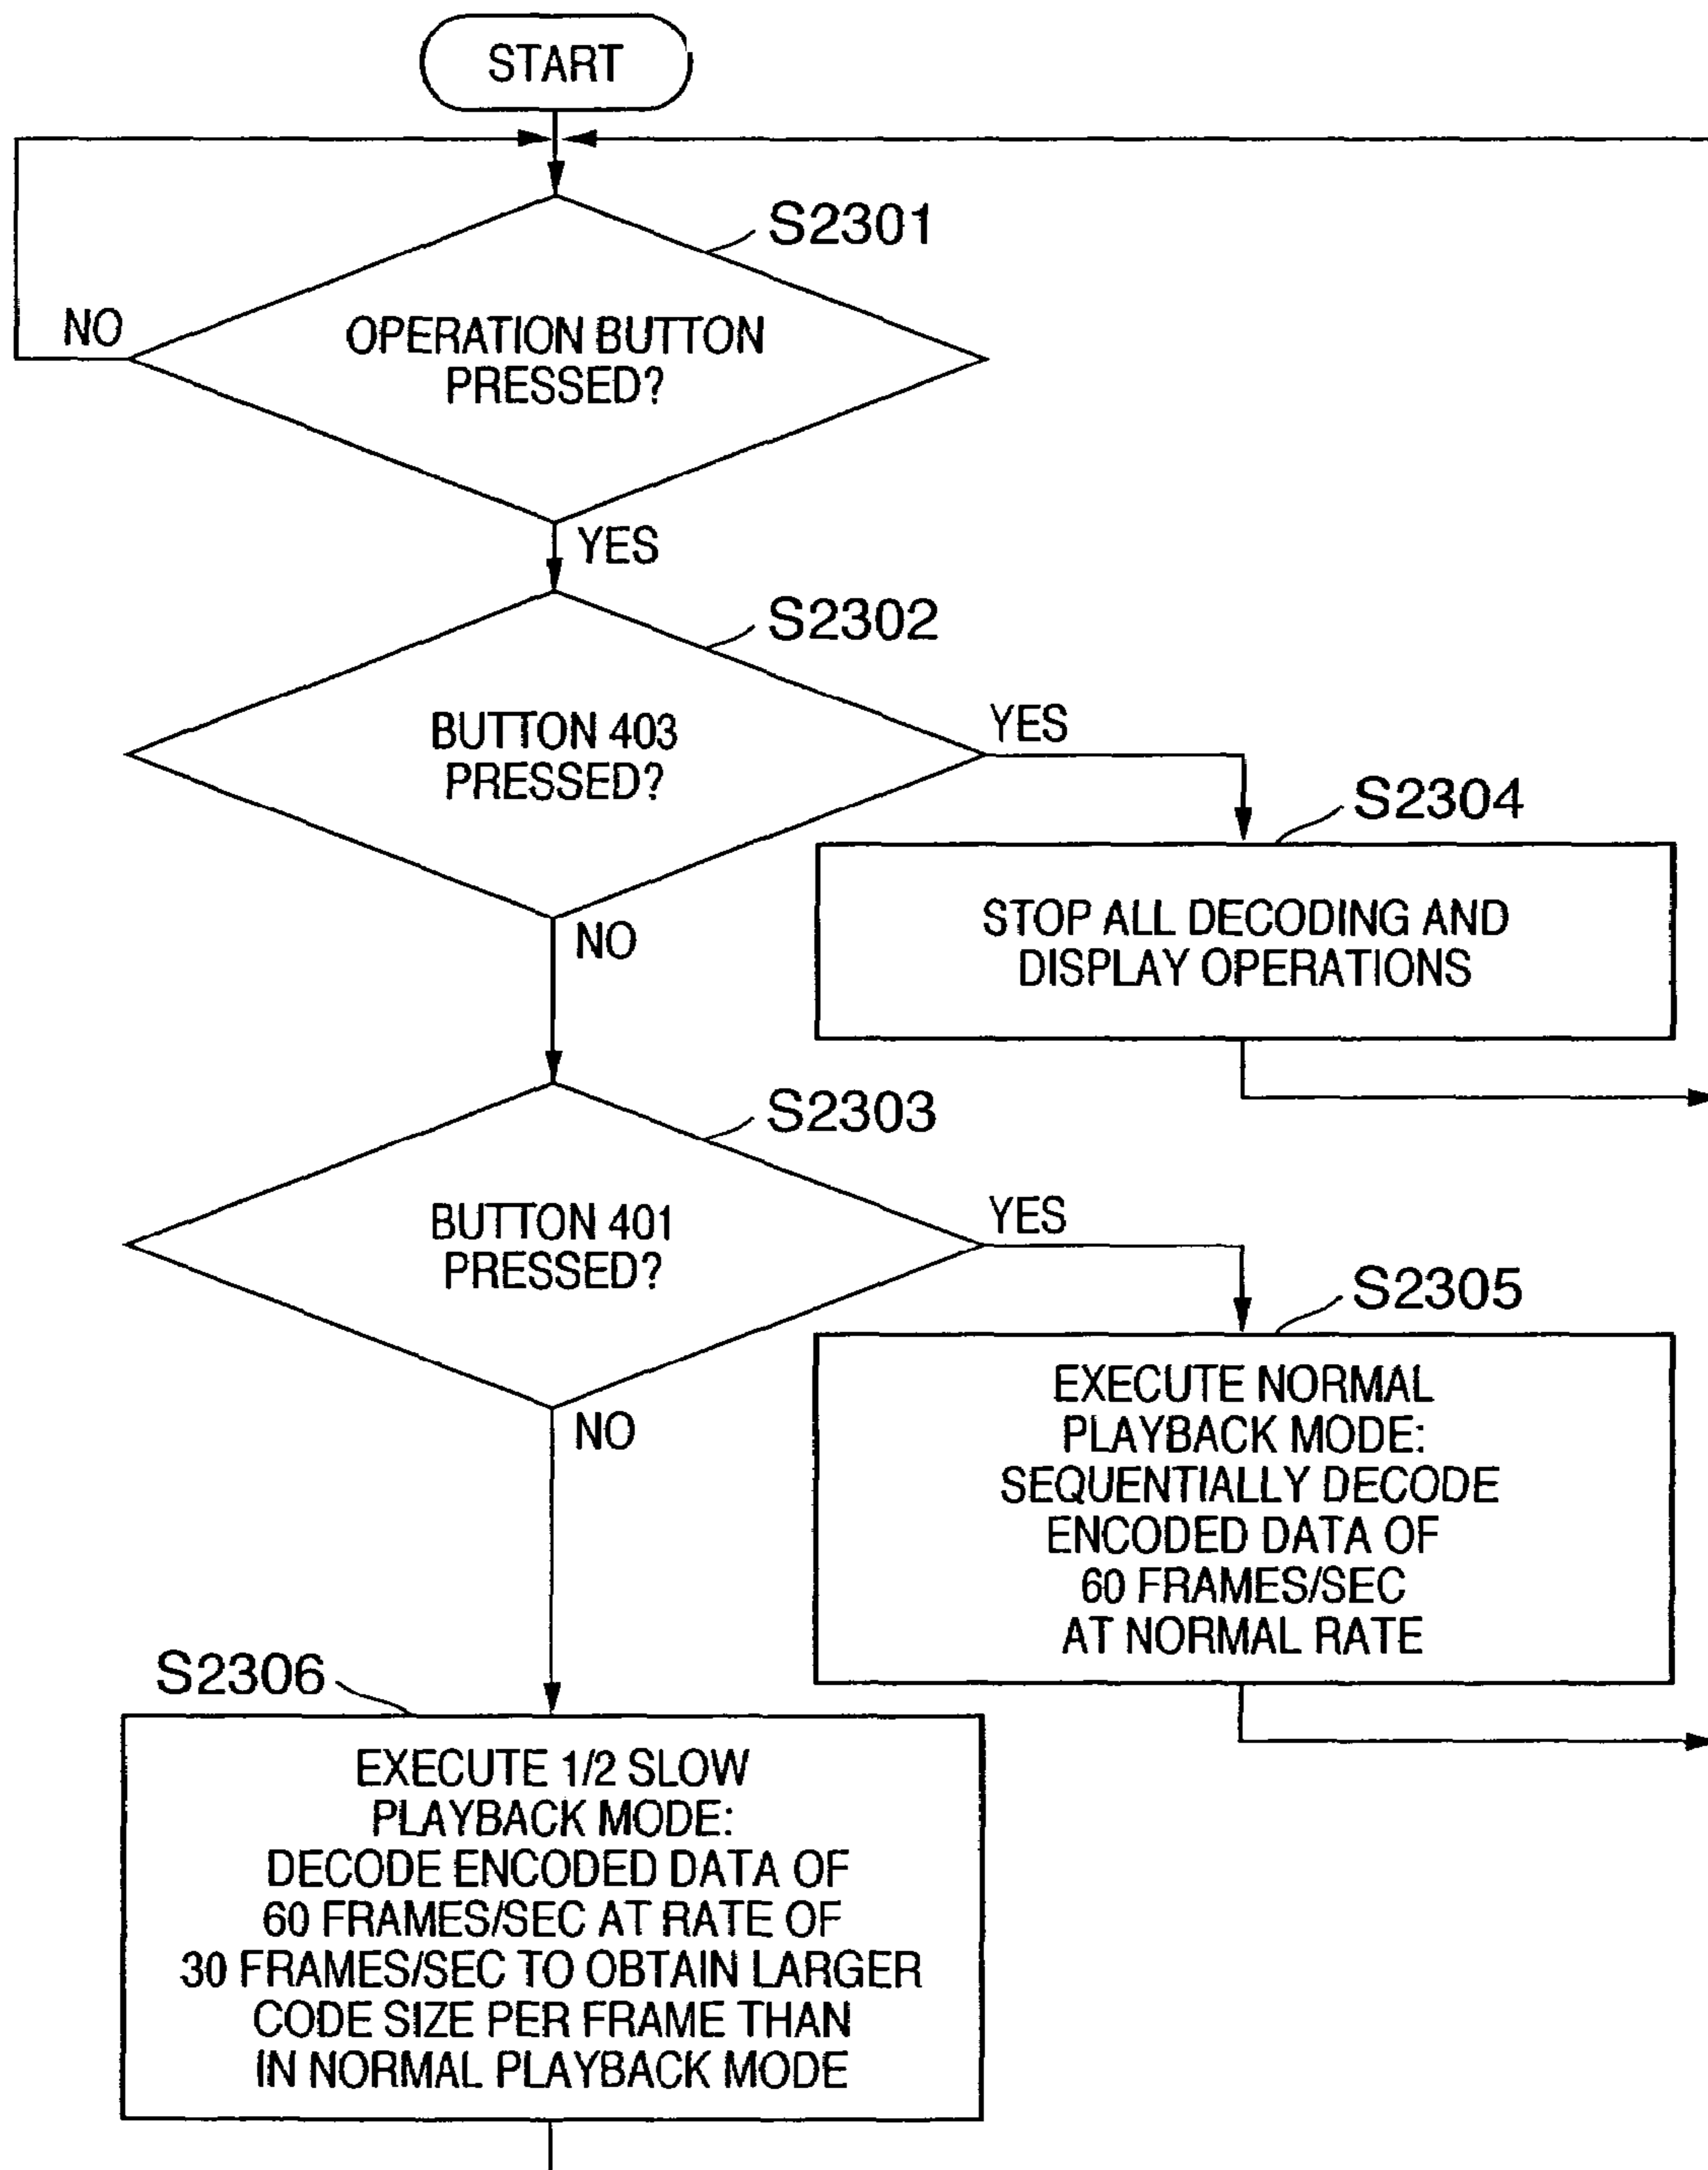 START
S2301
OPERATION BUTTON
PRESSED?
NO
YES
S2302
BUTTON 403
PRESSED?
YES
NO
S2304
STOP ALL DECODING AND
DISPLAY OPERATIONS
S2303
BUTTON 401
PRESSED?
YES
NO
S2305
EXECUTE NORMAL
PLAYBACK MODE:
SEQUENTIALLY DECODE
ENCODED DATA OF
60 FRAMES/SEC
AT NORMAL RATE
S2306
EXECUTE 1/2 SLOW
PLAYBACK MODE:
DECODE ENCODED DATA OF
60 FRAMES/SEC AT RATE OF
30 FRAMES/SEC TO OBTAIN LARGER
CODE SIZE PER FRAME THAN
IN NORMAL PLAYBACK MODE